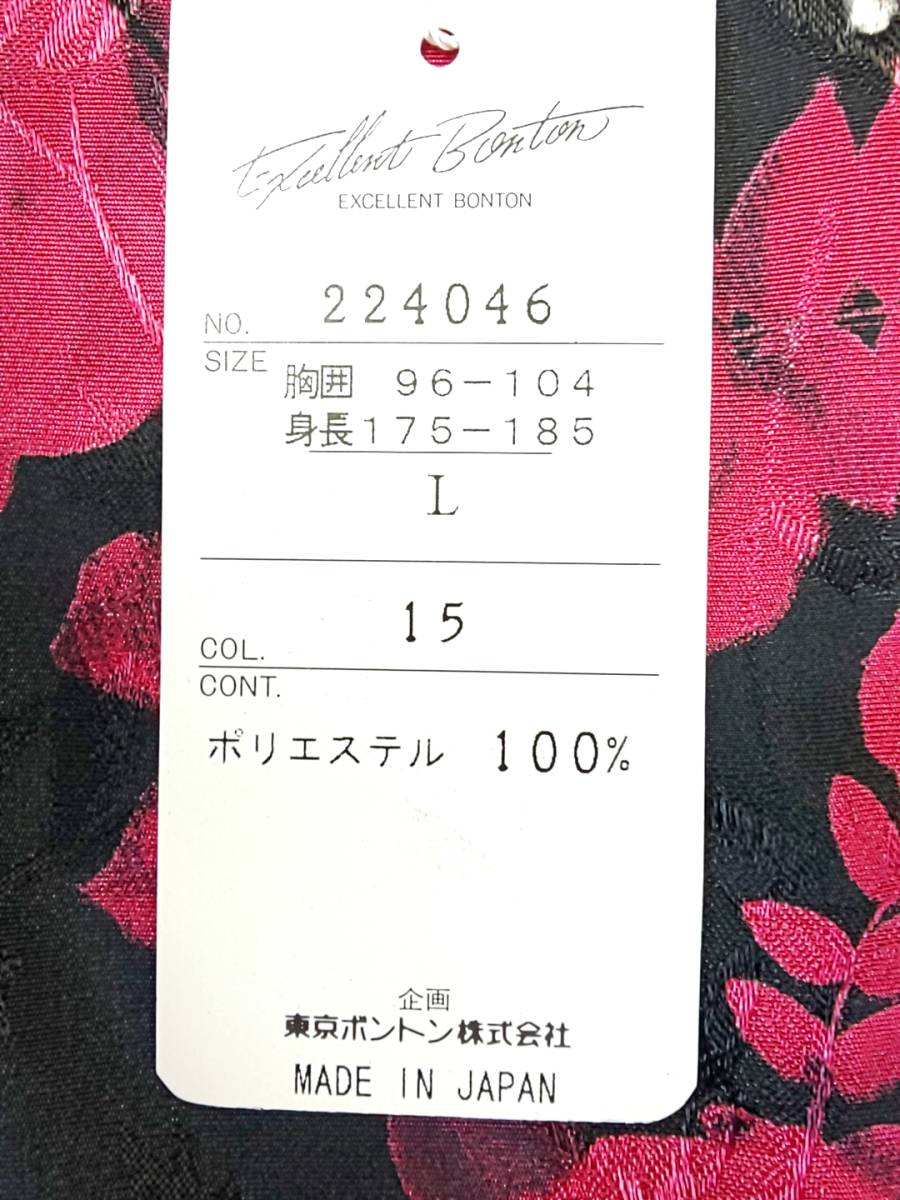 Excellent Bonton
EXCELLENT BONTON
NO. 224046
SIZE
胸囲 96-104
身長175-185
L
COL. 15
CONT.
ポリエステル 100%
企画
東京ボントン株式会社
MADE IN JAPAN